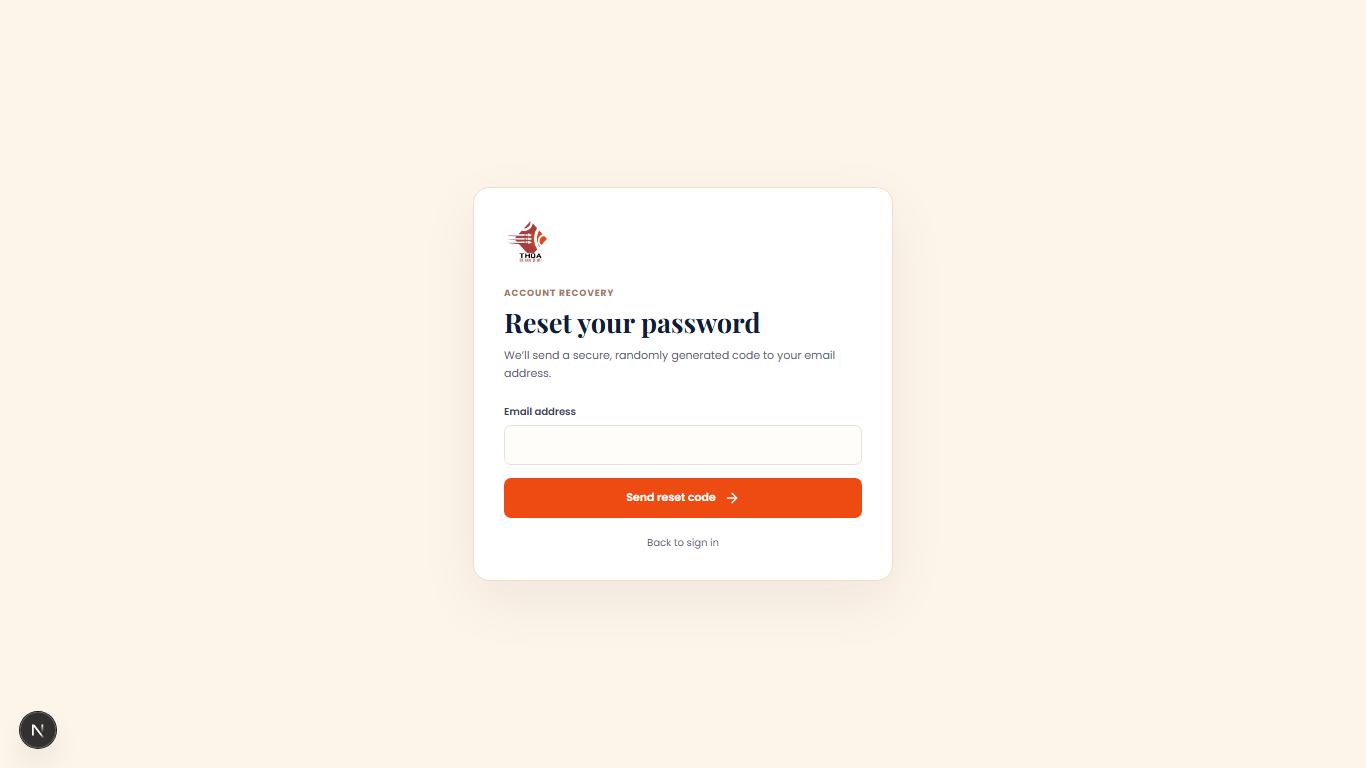 THUA
ACCOUNT RECOVERY
Reset your password
We'll send a secure, randomly generated code to your email
address.
Email address
Send reset code
Back to sign in
N